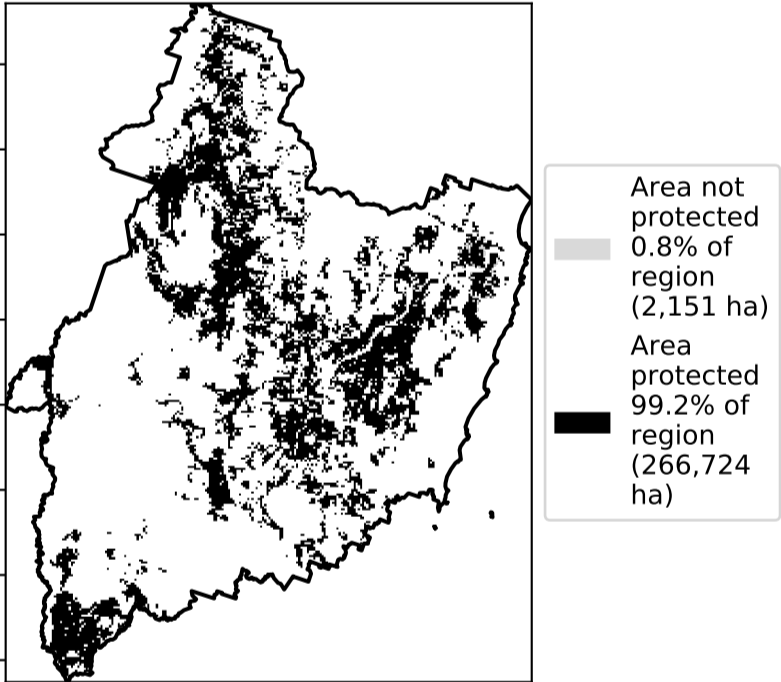 Area not
protected
0.8% of
region
(2,151 ha)
Area
protected
99.2% of
region
(266,724
ha)